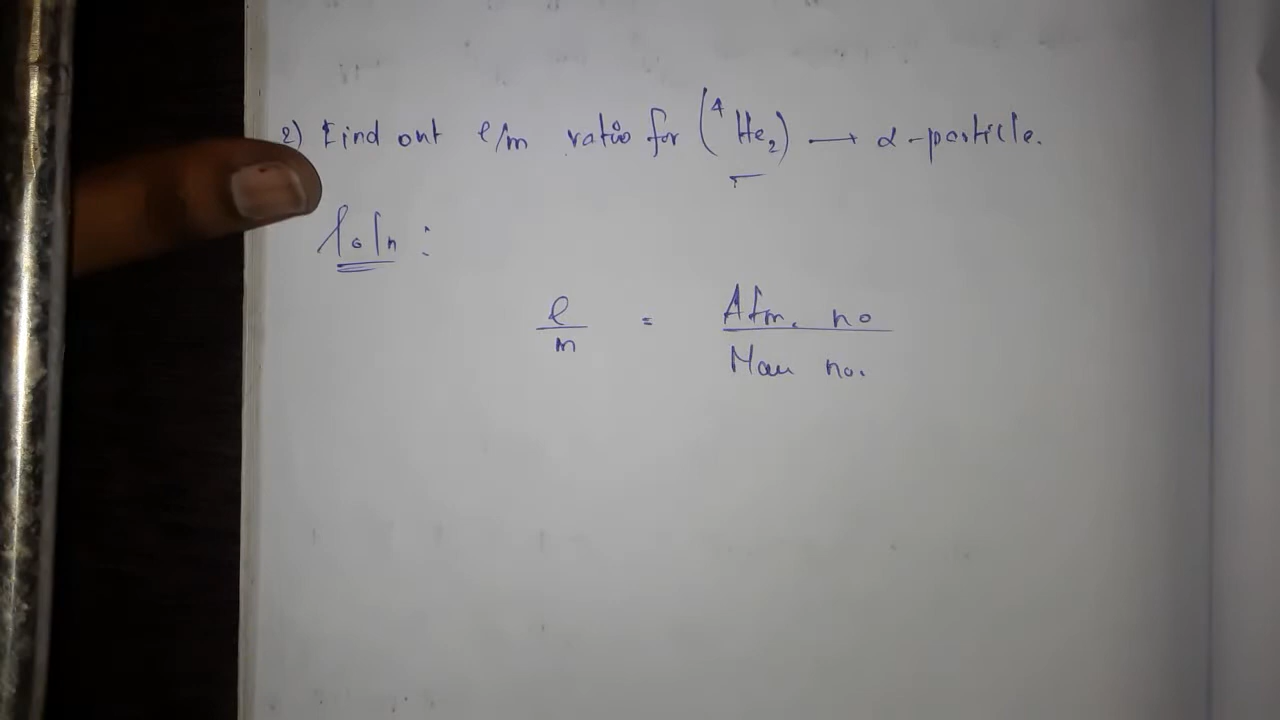 2) Find out e/m ratio for (⁴He₂) → α-particle.
Soln :
e/m = Atm. no / Mass no.